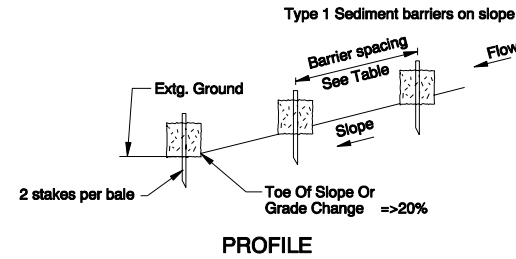 Type 1 Sediment barriers on slope
Barrier spacing
See Table
Flow
Extg. Ground
Slope
2 stakes per bale
Toe Of Slope Or
Grade Change =>20%
PROFILE